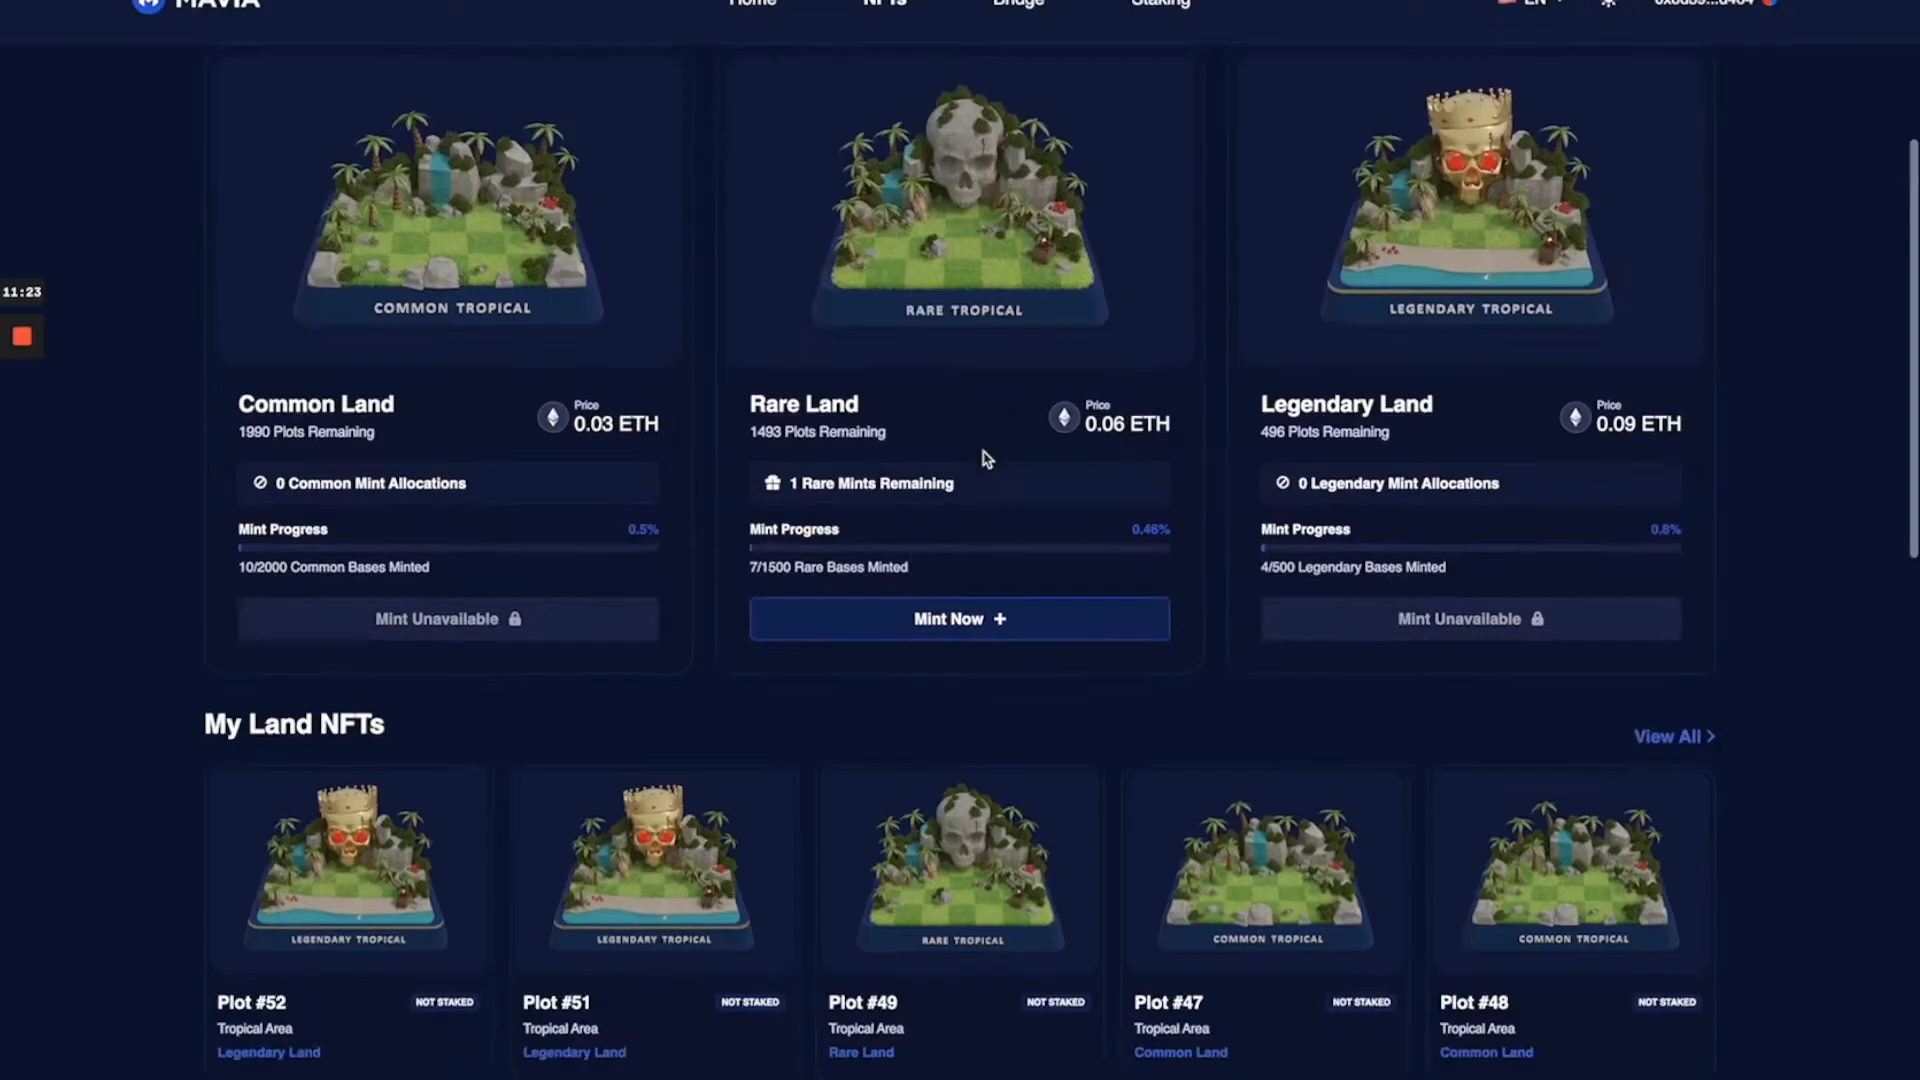 MAVIA
Home
NFTs
Bridge
Staking
EN
11:23
COMMON TROPICAL
RARE TROPICAL
LEGENDARY TROPICAL
Common Land
1990 Plots Remaining
Price
0.03 ETH
0 Common Mint Allocations
Mint Progress
0.5%
10/2000 Common Bases Minted
Mint Unavailable
Rare Land
1493 Plots Remaining
Price
0.06 ETH
1 Rare Mints Remaining
Mint Progress
0.46%
7/1500 Rare Bases Minted
Mint Now +
Legendary Land
496 Plots Remaining
Price
0.09 ETH
0 Legendary Mint Allocations
Mint Progress
0.8%
4/500 Legendary Bases Minted
Mint Unavailable
My Land NFTs
View All >
LEGENDARY TROPICAL
LEGENDARY TROPICAL
RARE TROPICAL
COMMON TROPICAL
COMMON TROPICAL
Plot #52
NOT STAKED
Tropical Area
Legendary Land
Plot #51
NOT STAKED
Tropical Area
Legendary Land
Plot #49
NOT STAKED
Tropical Area
Rare Land
Plot #47
NOT STAKED
Tropical Area
Common Land
Plot #48
NOT STAKED
Tropical Area
Common Land